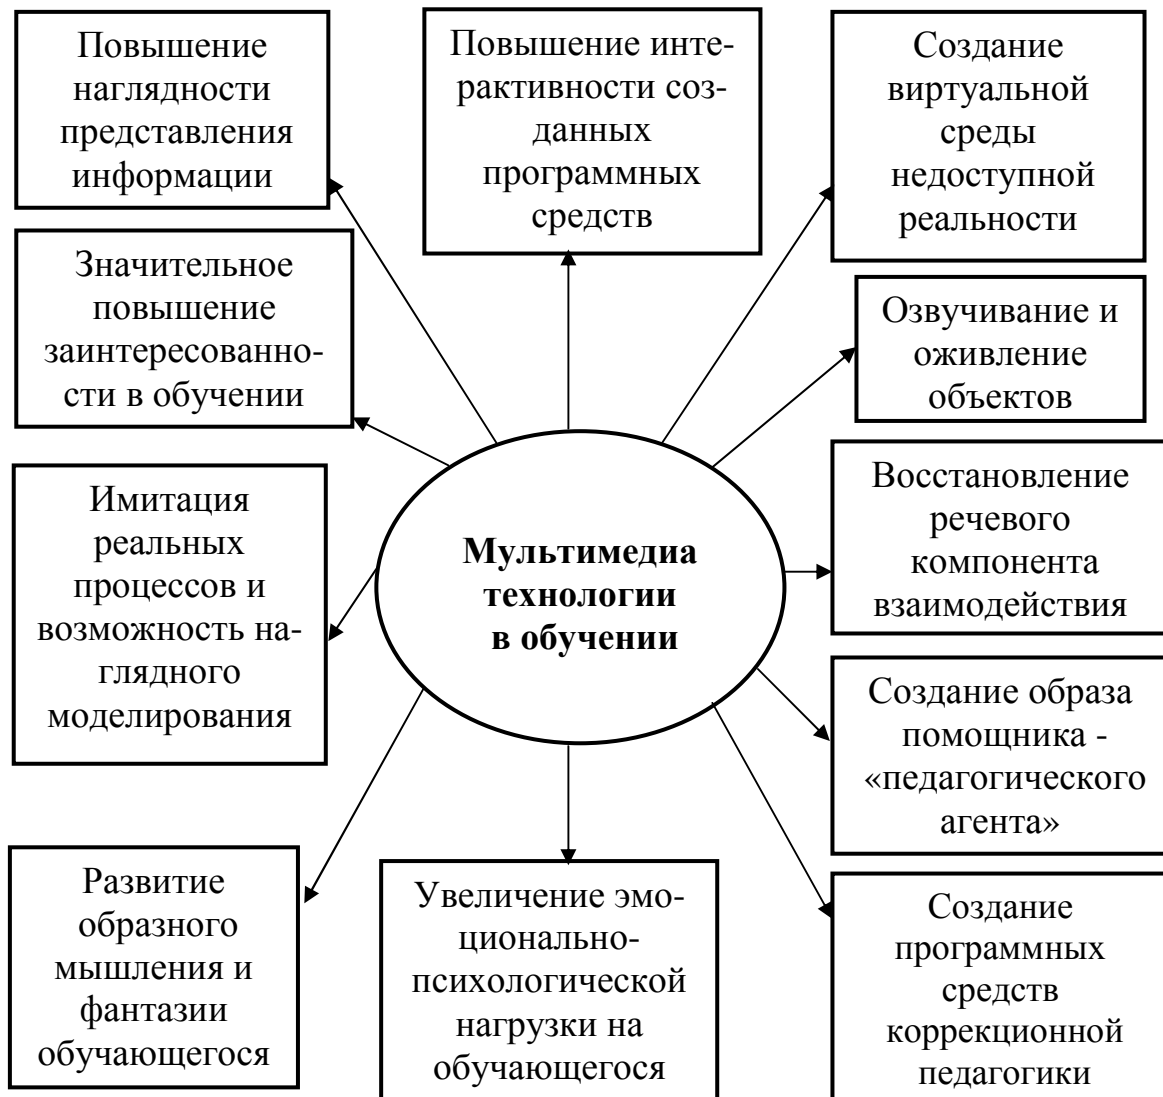 Повышение
наглядности
представления
информации
Повышение инте-
рактивности соз-
данных
программных
средств
Создание
виртуальной
среды
недоступной
реальности
Значительное
повышение
заинтересованно-
сти в обучении
Озвучивание и
оживление
объектов
Имитация
реальных
процессов и
возможность на-
глядного
моделирования
Мультимедиа
технологии
в обучении
Восстановление
речевого
компонента
взаимодействия
Создание образа
помощника -
«педагогического
агента»
Развитие
образного
мышления и
фантазии
обучающегося
Увеличение эмо-
ционально-
психологической
нагрузки на
обучающегося
Создание
программных
средств
коррекционной
педагогики